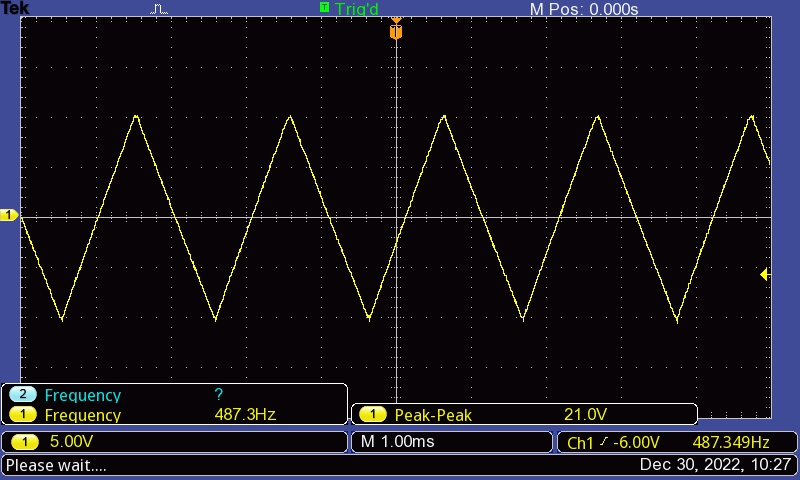 Tek T Trig'd M Pos: 0.000s
T
1
2 Frequency ?
1 Frequency 487.3Hz 1 Peak-Peak 21.0V
1 5.00V M 1.00ms Ch1 -6.00V 487.349Hz
Please wait.... Dec 30, 2022, 10:27